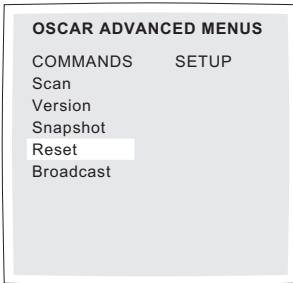 OSCAR ADVANCED MENUS
COMMANDS SETUP
Scan
Version
Snapshot
Reset
Broadcast